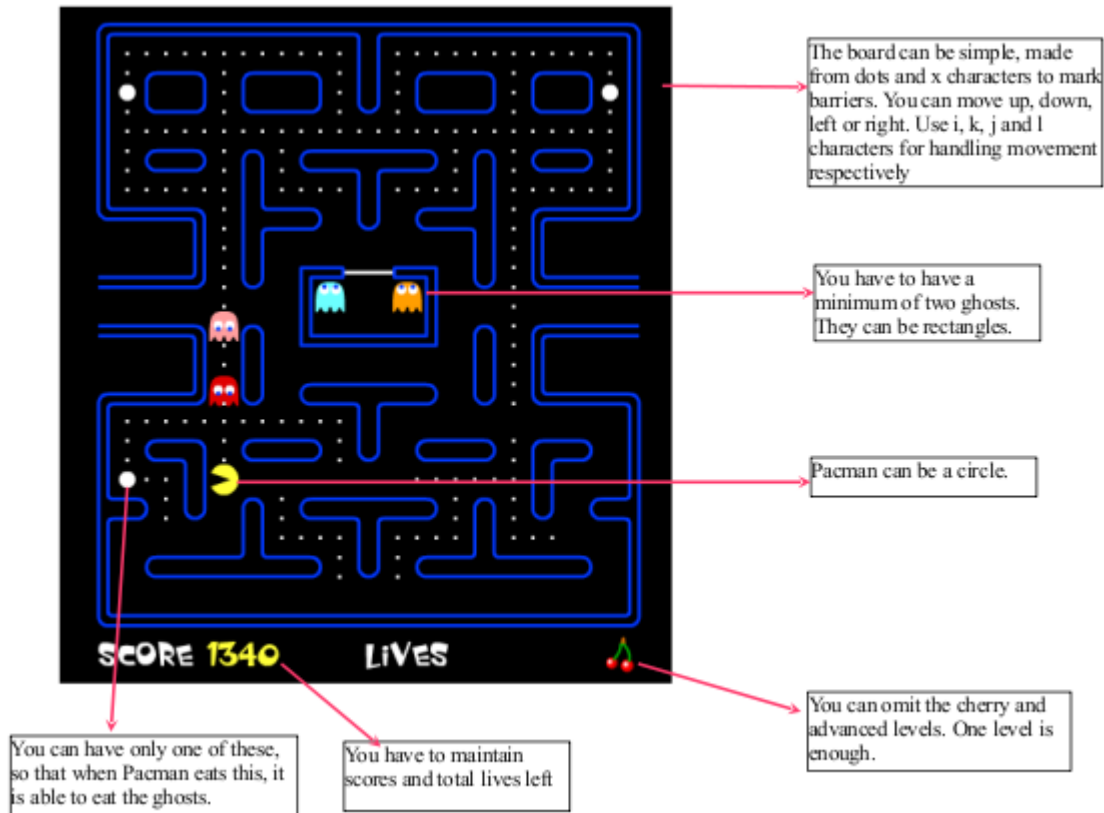 The board can be simple, made
from dots and x characters to mark
barriers. You can move up, down,
left or right. Use i, k, j and l
characters for handling movement
respectively
You have to have a
minimum of two ghosts.
They can be rectangles.
Pacman can be a circle.
SCORE 1340 LIVES
You can omit the cherry and
advanced levels. One level is
enough.
You can have only one of these,
so that when Pacman eats this, it
is able to eat the ghosts.
You have to maintain
scores and total lives left